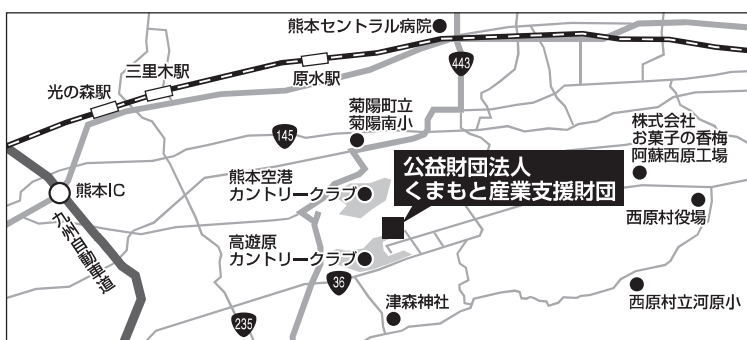 熊本セントラル病院
443
三里木駅
光の森駅
原水駅
菊陽町立
菊陽南小
145
株式会社
お菓子の香梅
阿蘇西原工場
公益財団法人
くまもと産業支援財団
熊本空港
カントリークラブ
熊本IC
九州自動車道
西原村役場
高遊原
カントリークラブ
36
西原村立河原小
津森神社
235